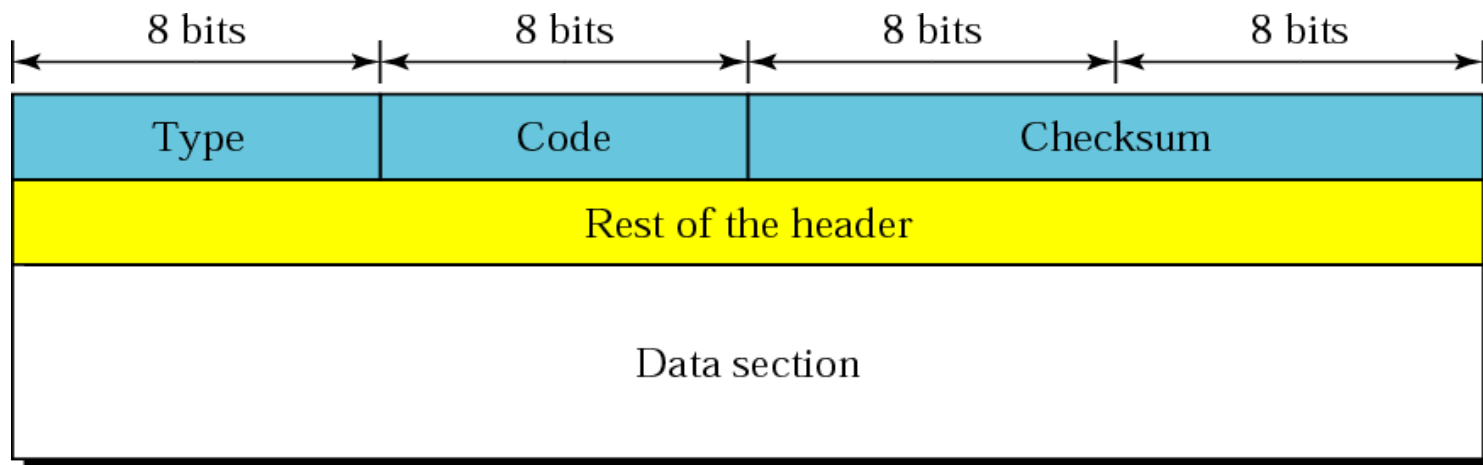 8 bits 8 bits 8 bits 8 bits
Type Code Checksum
Rest of the header
Data section